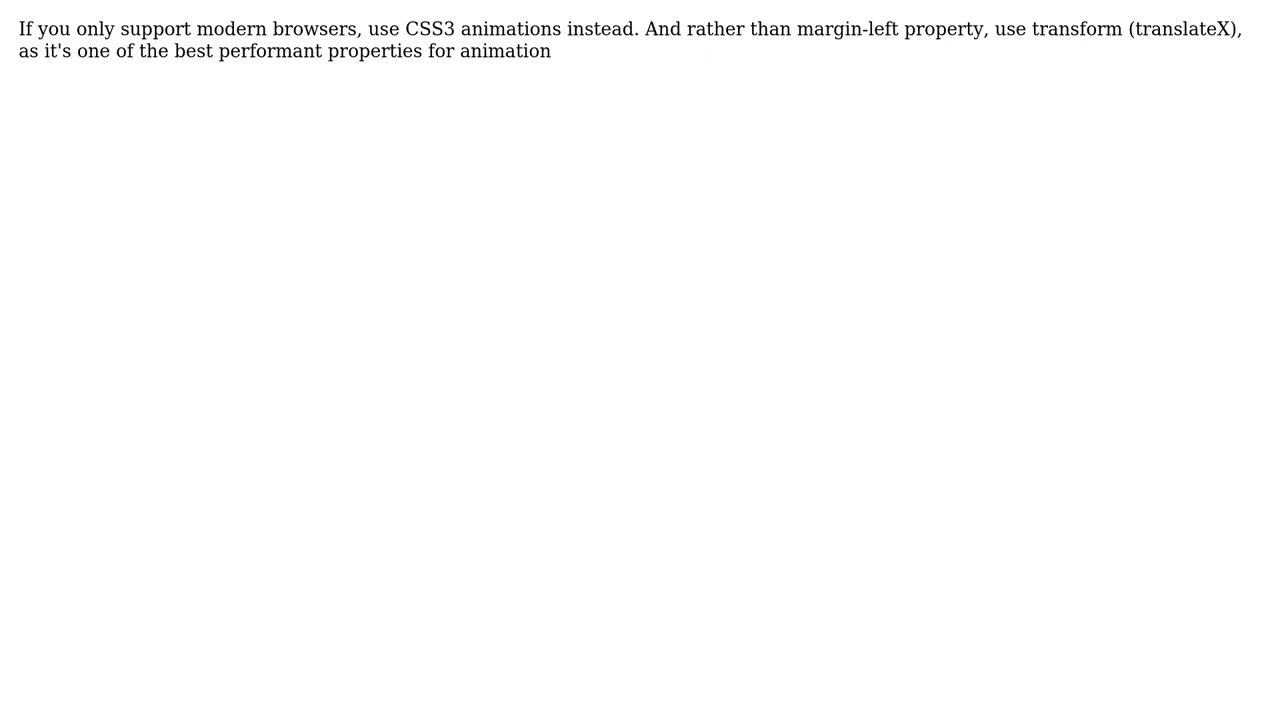 If you only support modern browsers, use CSS3 animations instead. And rather than margin-left property, use transform (translateX),
as it's one of the best performant properties for animation